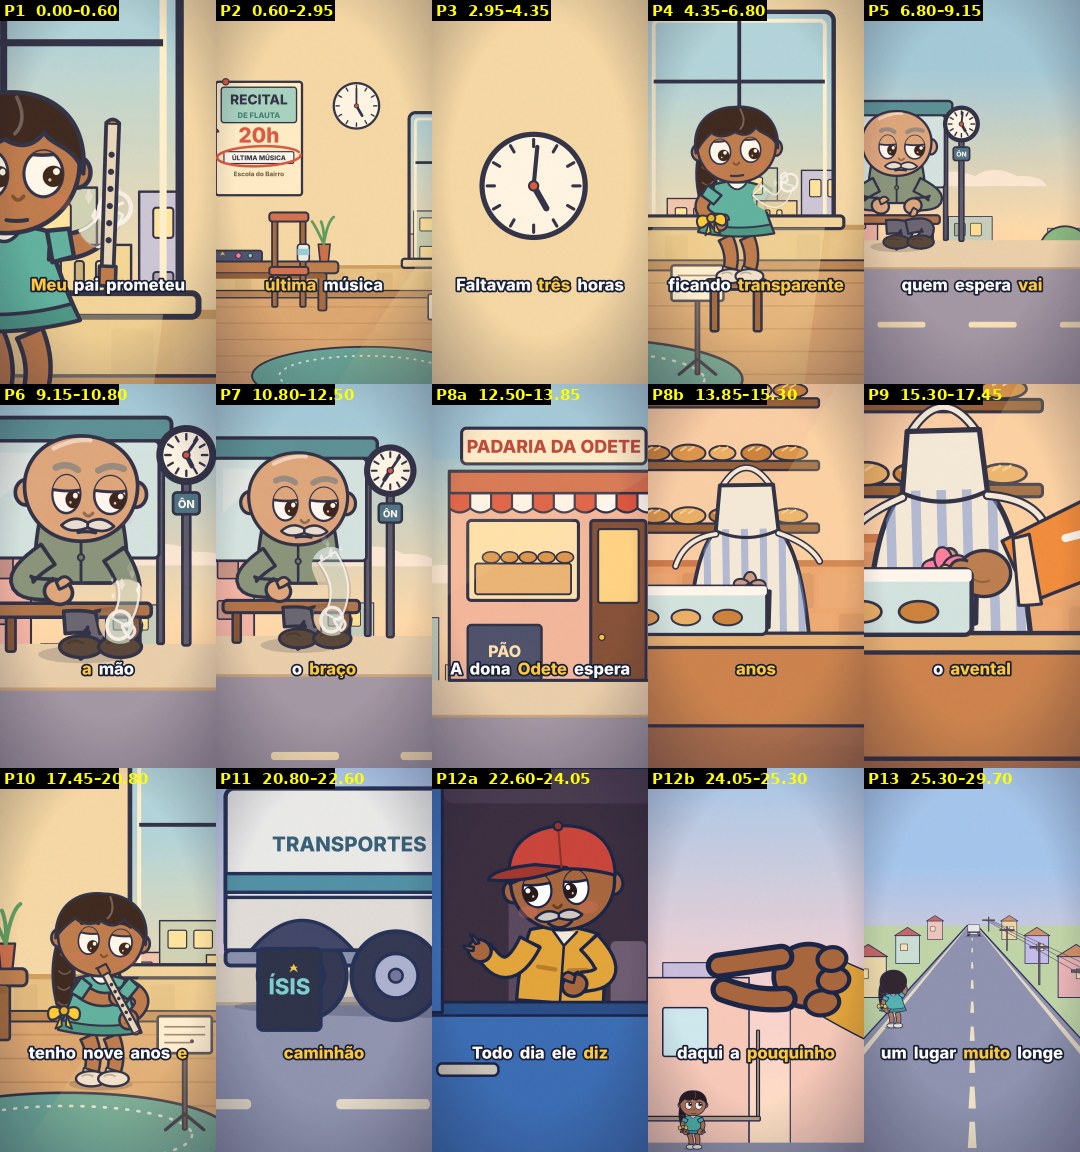 P1 0.00–0.60
Meu pai prometeu
P2 0.60–2.95
RECITAL
DE FLAUTA
20h
ÚLTIMA MÚSICA
Escola do Bairro
última música
P3 2.95–4.35
Faltavam três horas
P4 4.35–6.80
ficando transparente
P5 6.80–9.15
ÔN
quem espera vai
P6 9.15–10.80
ÔN
a mão
P7 10.80–12.50
ÔN
o braço
P8a 12.50–13.85
PADARIA DA ODETE
PÃO
A dona Odete espera
P8b 13.85–15.30
anos
P9 15.30–17.45
o avental
P10 17.45–20.80
tenho nove anos e
P11 20.80–22.60
TRANSPORTES
ÍSIS
caminhão
P12a 22.60–24.05
Todo dia ele diz
P12b 24.05–25.30
daqui a pouquinho
P13 25.30–29.70
um lugar muito longe